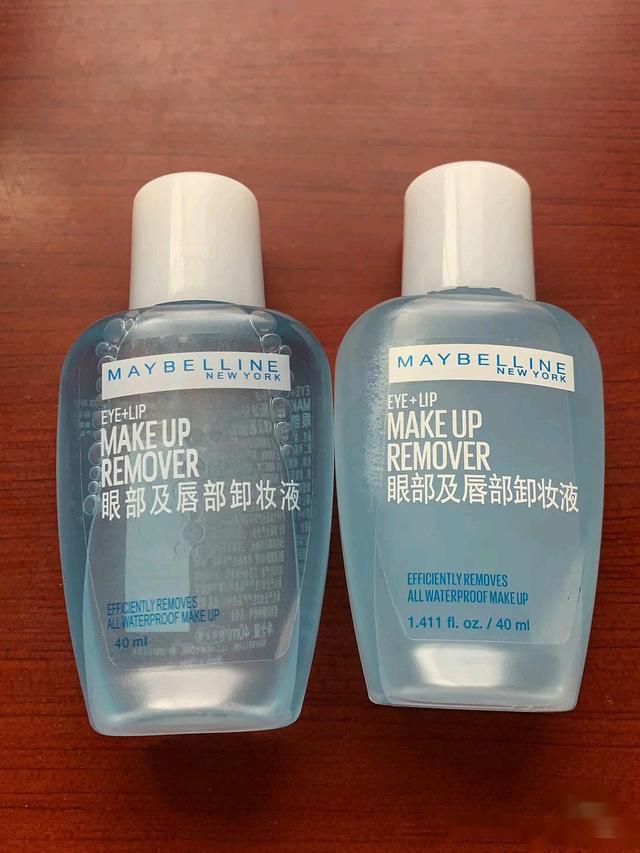 MAYBELLINE
NEW YORK
EYE+LIP
MAKE UP
REMOVER
眼部及唇部卸妆液
EFFICIENTLY REMOVES
ALL WATERPROOF MAKE UP
40 ml
MAYBELLINE
NEW YORK
EYE+LIP
MAKE UP
REMOVER
眼部及唇部卸妆液
EFFICIENTLY REMOVES
ALL WATERPROOF MAKE UP
1.411 fl. oz. / 40 ml